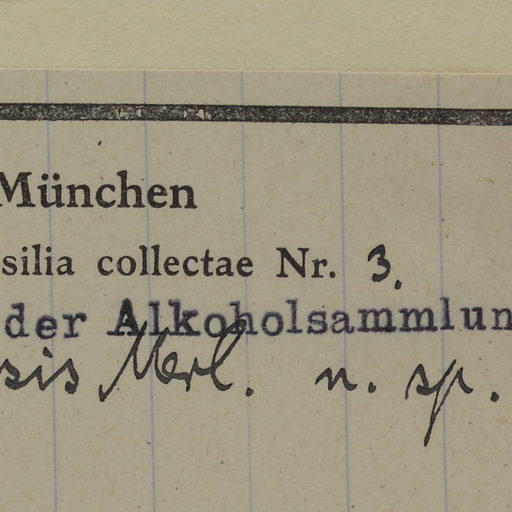 München
silia collectae Nr. 3.
der Alkoholsammlun
sis Merl. n. sp.